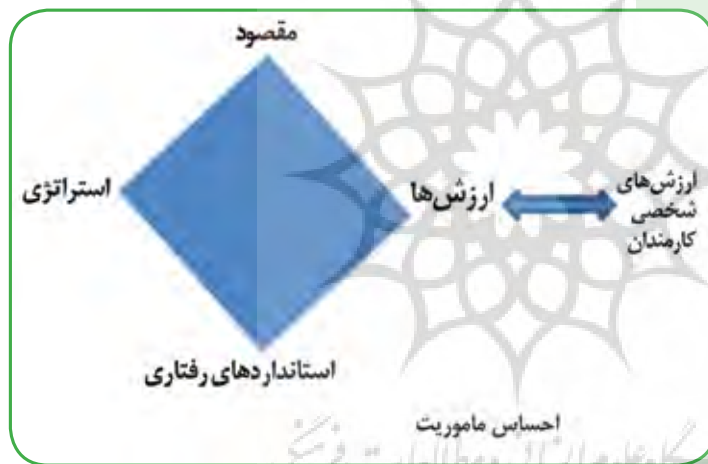 مقصود
استراتژی
ارزش‌ها
ارزش‌های
شخصی
کارمندان
استانداردهای رفتاری
احساس ماموریت